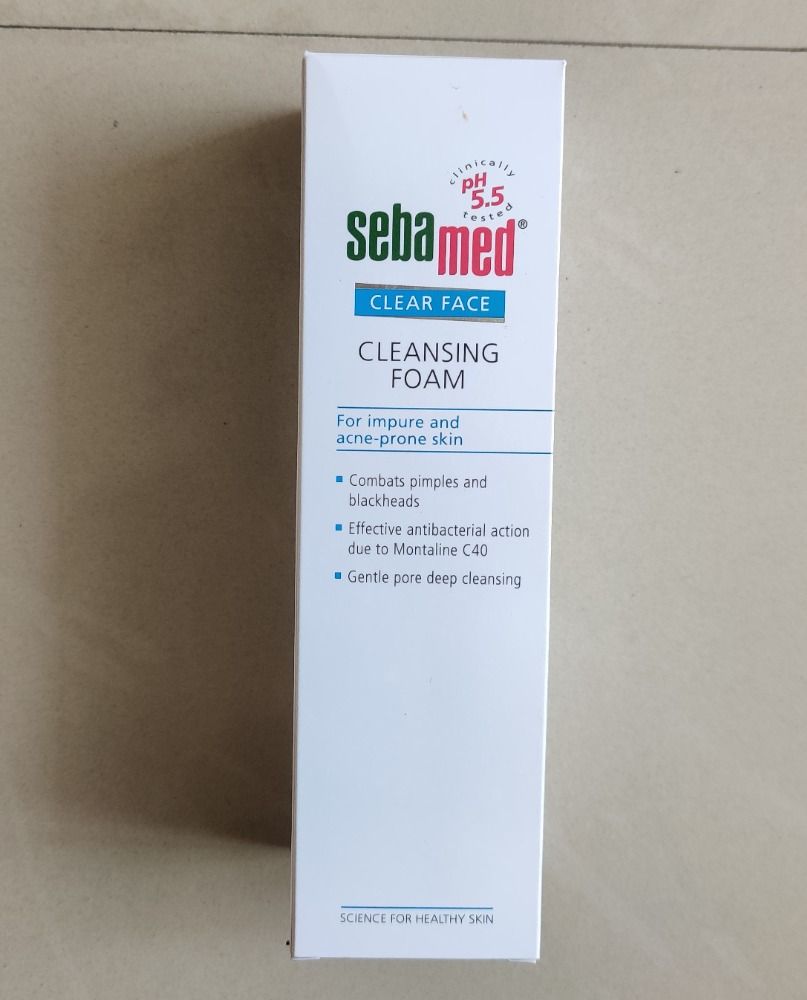 clinically
pH
5.5
tested
sebamed®
CLEAR FACE
CLEANSING
FOAM
For impure and
acne-prone skin
▪ Combats pimples and
blackheads
▪ Effective antibacterial action
due to Montaline C40
▪ Gentle pore deep cleansing
SCIENCE FOR HEALTHY SKIN